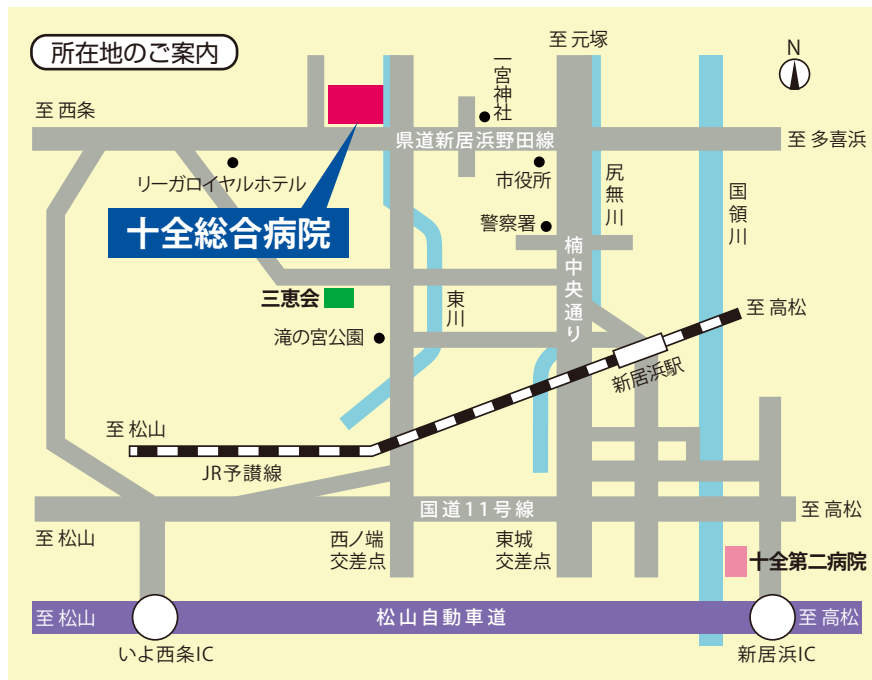 所在地のご案内
至 元塚
N
一宮神社
至 西条
県道新居浜野田線
至 多喜浜
リーガロイヤルホテル
市役所
尻無川
国領川
十全総合病院
警察署
楠中央通り
三恵会
東川
至 高松
滝の宮公園
新居浜駅
至 松山
JR予讃線
国道11号線
至 高松
至 松山
西ノ端
交差点
東城
交差点
十全第二病院
至 松山
松山自動車道
至 高松
いよ西条IC
新居浜IC